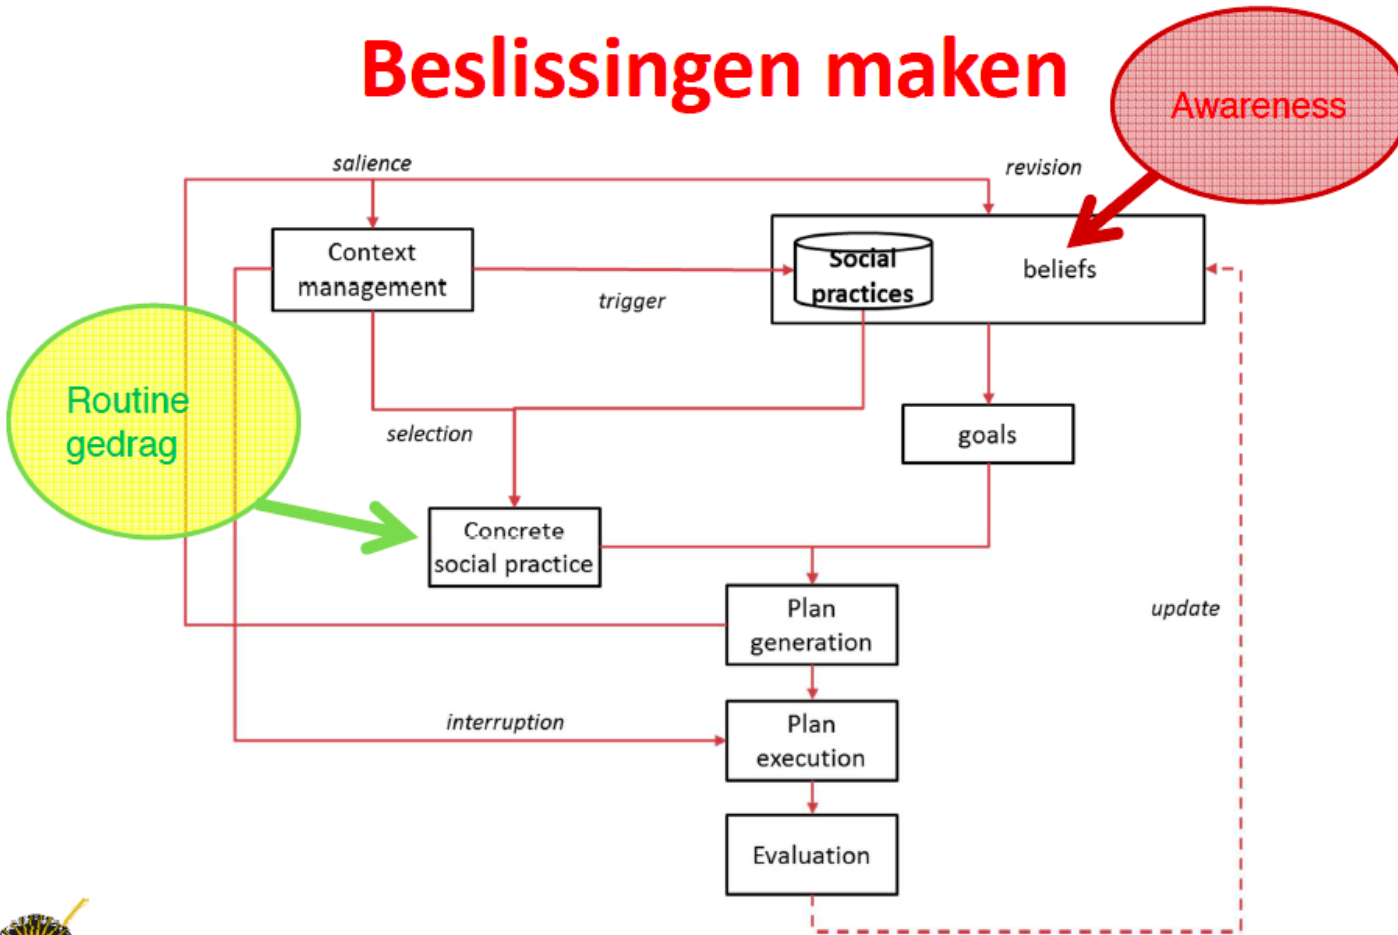 Beslissingen maken
Awareness
salience
revision
Context
management
trigger
Social
practices
beliefs
Routine
gedrag
selection
goals
Concrete
social practice
Plan
generation
update
interruption
Plan
execution
Evaluation